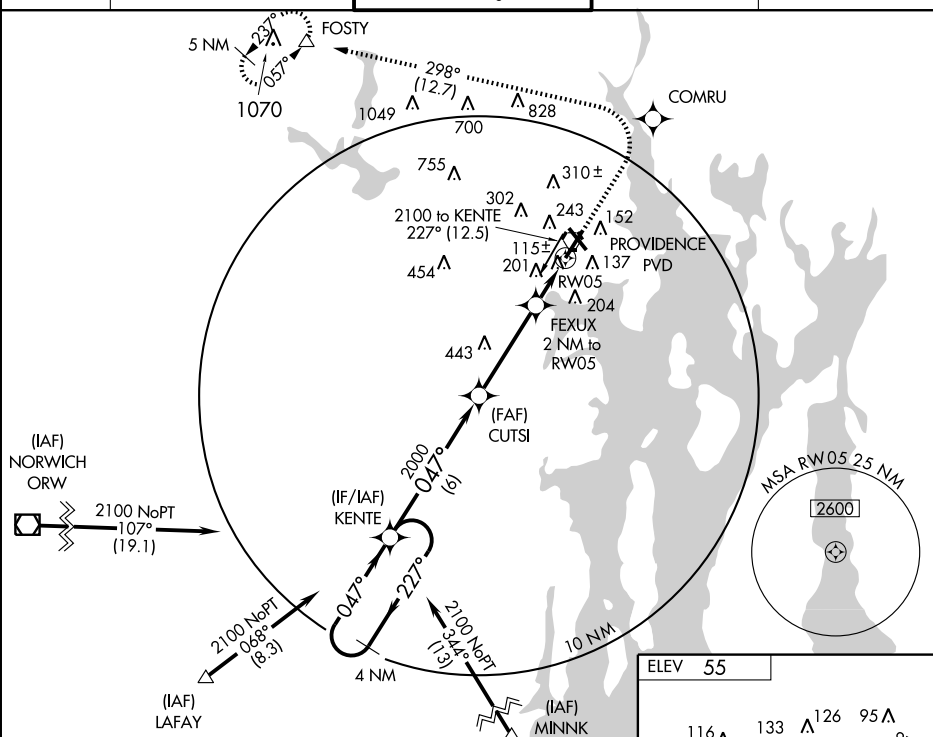 FOSTY
237°
5 NM
057°
1070
298°
(12.7)
COMRU
1049
700
828
755
310 ±
302
243
152
2100 to KENTE
227° (12.5)
PROVIDENCE
PVD
115±
201
137
454
RW05
204
FEXUX
2 NM to
RW05
443
(FAF)
CUTSI
2000
047°
(6)
(IAF)
NORWICH
ORW
(IF/IAF)
KENTE
2100 NoPT
107°
(19.1)
MSA RW05 25 NM
2600
047°
227°
2100 NoPT
068°
(8.3)
2100 NoPT
344°
(13)
10 NM
4 NM
(IAF)
LAFAY
(IAF)
MINNK
ELEV 55
116
133
126
95